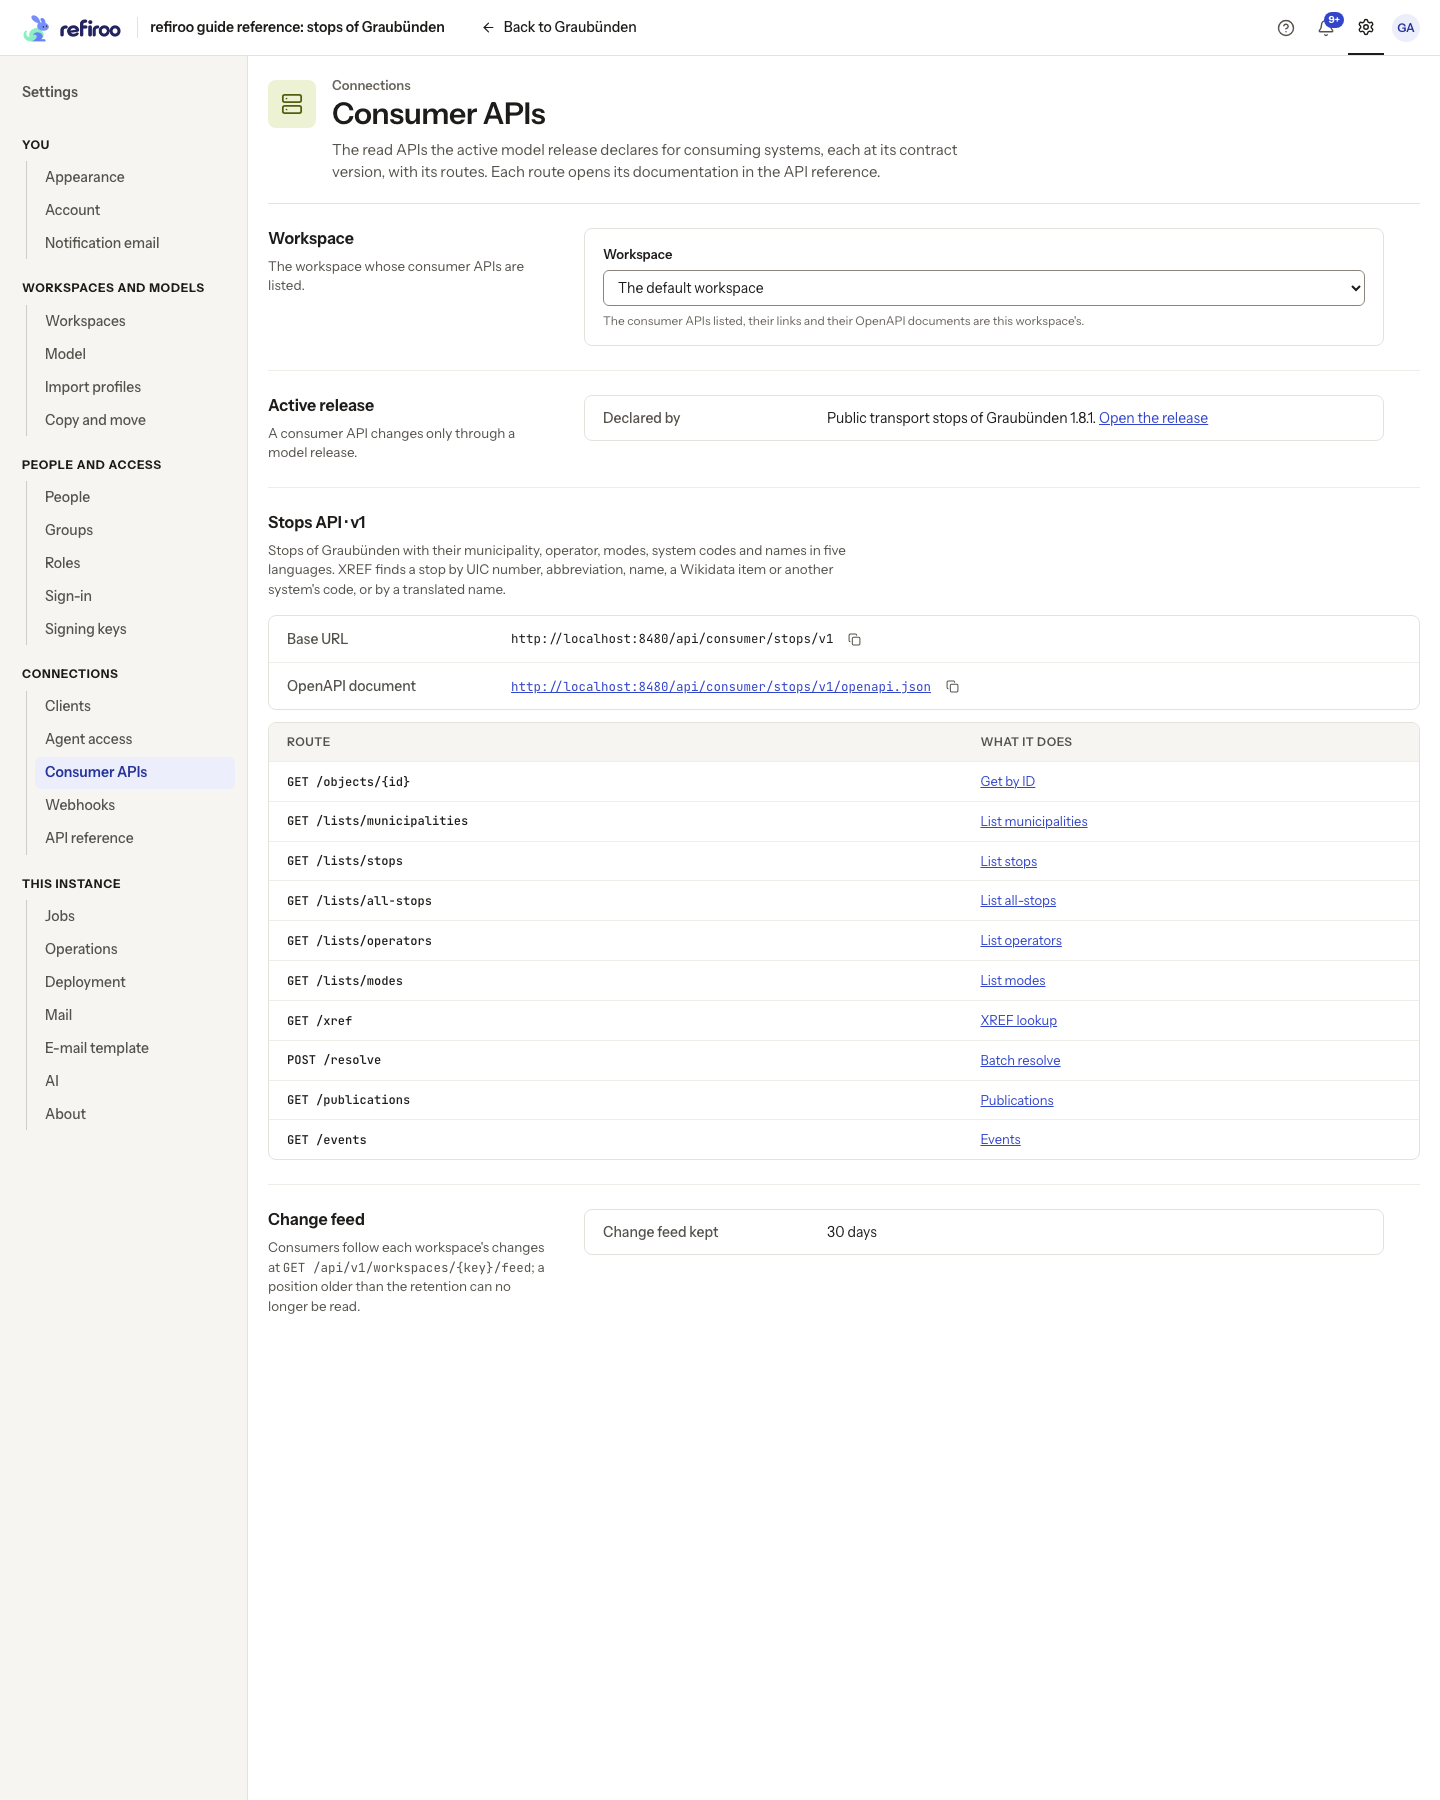 refiroo
refiroo guide reference: stops of Graubünden
Back to Graubünden
9+
GA
Settings
YOU
Appearance
Account
Notification email
WORKSPACES AND MODELS
Workspaces
Model
Import profiles
Copy and move
PEOPLE AND ACCESS
People
Groups
Roles
Sign-in
Signing keys
CONNECTIONS
Clients
Agent access
Consumer APIs
Webhooks
API reference
THIS INSTANCE
Jobs
Operations
Deployment
Mail
E-mail template
AI
About
Connections
Consumer APIs
The read APIs the active model release declares for consuming systems, each at its contract
version, with its routes. Each route opens its documentation in the API reference.
Workspace
The workspace whose consumer APIs are
listed.
Workspace
The default workspace
The consumer APIs listed, their links and their OpenAPI documents are this workspace's.
Active release
A consumer API changes only through a
model release.
Declared by
Public transport stops of Graubünden 1.8.1. Open the release
Stops API · v1
Stops of Graubünden with their municipality, operator, modes, system codes and names in five
languages. XREF finds a stop by UIC number, abbreviation, name, a Wikidata item or another
system's code, or by a translated name.
Base URL
http://localhost:8480/api/consumer/stops/v1
OpenAPI document
http://localhost:8480/api/consumer/stops/v1/openapi.json
ROUTE
WHAT IT DOES
GET /objects/{id}
Get by ID
GET /lists/municipalities
List municipalities
GET /lists/stops
List stops
GET /lists/all-stops
List all-stops
GET /lists/operators
List operators
GET /lists/modes
List modes
GET /xref
XREF lookup
POST /resolve
Batch resolve
GET /publications
Publications
GET /events
Events
Change feed
Consumers follow each workspace's changes
at GET /api/v1/workspaces/{key}/feed; a
position older than the retention can no
longer be read.
Change feed kept
30 days